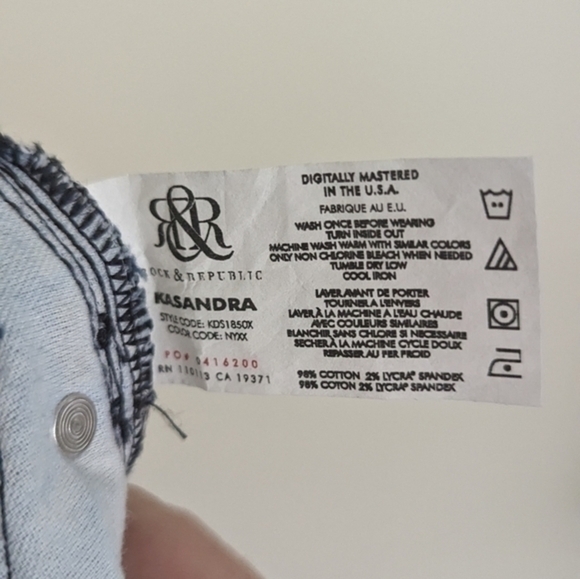 R&R
ROCK & REPUBLIC
KASANDRA
STYLE CODE: KDS1850X
COLOR CODE: NYXX
PO# 0416200
RN 110113 CA 19371
DIGITALLY MASTERED
IN THE U.S.A.
FABRIQUE AU E.U.
WASH ONCE BEFORE WEARING
TURN INSIDE OUT
MACHINE WASH WARM WITH SIMILAR COLORS
ONLY NON CHLORINE BLEACH WHEN NEEDED
TUMBLE DRY LOW
COOL IRON
LAVER AVANT DE PORTER
TOURNER A L'ENVERS
LAVER À LA MACHINE A L'AU CHAUDE
AVEC COULEURS SIMILAIRES
BLANCHIR SANS CHLORE SI NECESSAIRE
SECHER À LA MACHINE CYCLE DOUX
REPASSER AU FER FROID
98% COTTON 2% LYCRA® SPANDEX
98% COTON 2% LYCRA® SPANDEX